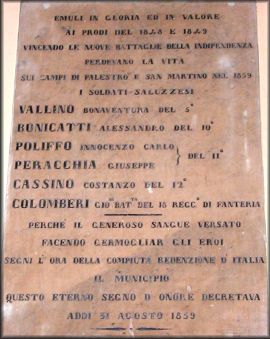 EMULI IN GLORIA ED IN VALORE
AI PRODI DEL 1848 E 1849
VINCENDO LE NUOVE BATTAGLIE DELLA INDIPENDENZA
PERDEVANO LA VITA
SUI CAMPI DI PALESTRO E SAN MARTINO NEL 1859
I SOLDATI SALUZZESI
VALLINO BONAVENTURA DEL 5°
BONICATTI ALESSANDRO DEL 10°
POLIFFO INNOCENZO CARLO
PERACCHIA GIUSEPPE } DEL 11°
CASSINO COSTANZO DEL 12°
COLOMBERI GIO BATTA DEL 18 REGG. DI FANTERIA
PERCHÈ IL GENEROSO SANGUE VERSATO
FACENDO GERMOGLIAR GLI EROI
SEGNI L'ORA DELLA COMPIUTA REDENZIONE D'ITALIA
IL MUNICIPIO
QUESTO ETERNO SEGNO D'ONORE DECRETAVA
ADDI 31 AGOSTO 1859